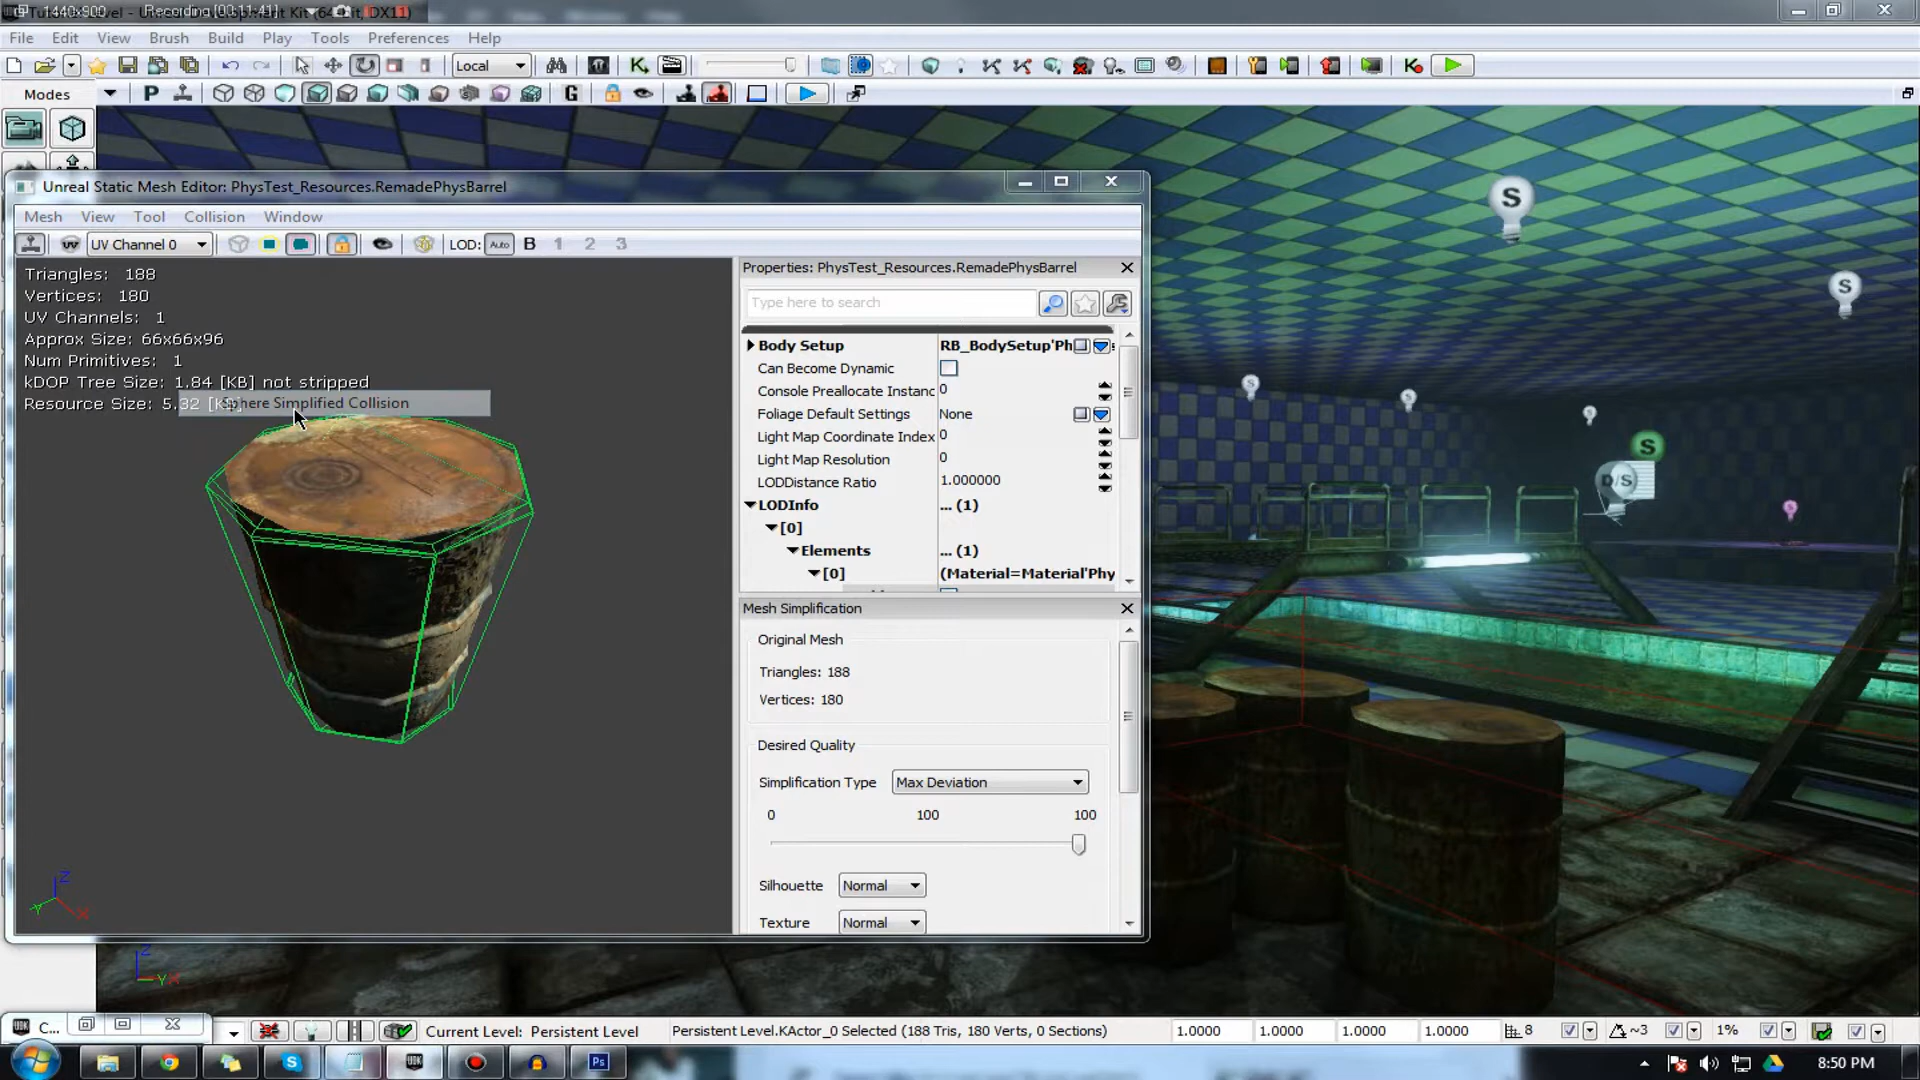 1440x900 Recording [00:11:41]
File Edit View Brush Build Play Tools Preferences Help
Local
Modes
Unreal Static Mesh Editor: PhysTest_Resources.RemadePhysBarrel
Mesh View Tool Collision Window
UV UV Channel 0 LOD: Auto B 1 2 3
Triangles: 188
Vertices: 180
UV Channels: 1
Approx Size: 66x66x96
Num Primitives: 1
kDOP Tree Size: 1.84 [KB] not stripped
Resource Size: 5.32 [KB]
Sphere Simplified Collision
Properties: PhysTest_Resources.RemadePhysBarrel
Type here to search
Body Setup RB_BodySetup'Ph
Can Become Dynamic
Console Preallocate Instanc 0
Foliage Default Settings None
Light Map Coordinate Index 0
Light Map Resolution 0
LODDistance Ratio 1.000000
LODInfo ... (1)
[0]
Elements ... (1)
[0] (Material=Material'Phy
Mesh Simplification
Original Mesh
Triangles: 188
Vertices: 180
Desired Quality
Simplification Type Max Deviation
0 100 100
Silhouette Normal
Texture Normal
S
S
D/S
Z
Y
X
Z
Y
X
C...
Current Level: Persistent Level
Persistent Level.KActor_0 Selected (188 Tris, 180 Verts, 0 Sections)
1.0000 1.0000 1.0000 1.0000
8 ~3 1%
8:50 PM